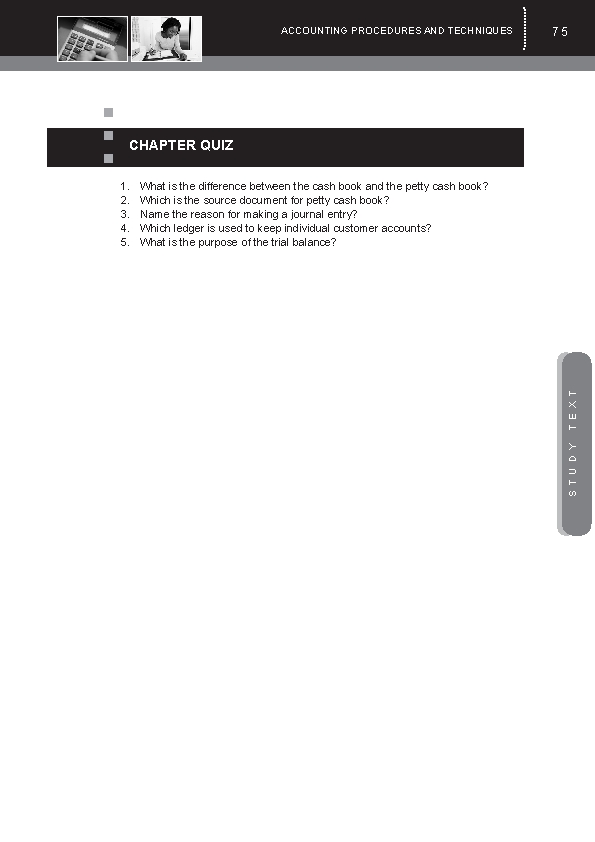 ACCOUNTING PROCEDURES AND TECHNIQUES 75
CHAPTER QUIZ
1. What is the difference between the cash book and the petty cash book?
2. Which is the source document for petty cash book?
3. Name the reason for making a journal entry?
4. Which ledger is used to keep individual customer accounts?
5. What is the purpose of the trial balance?
STUDY TEXT